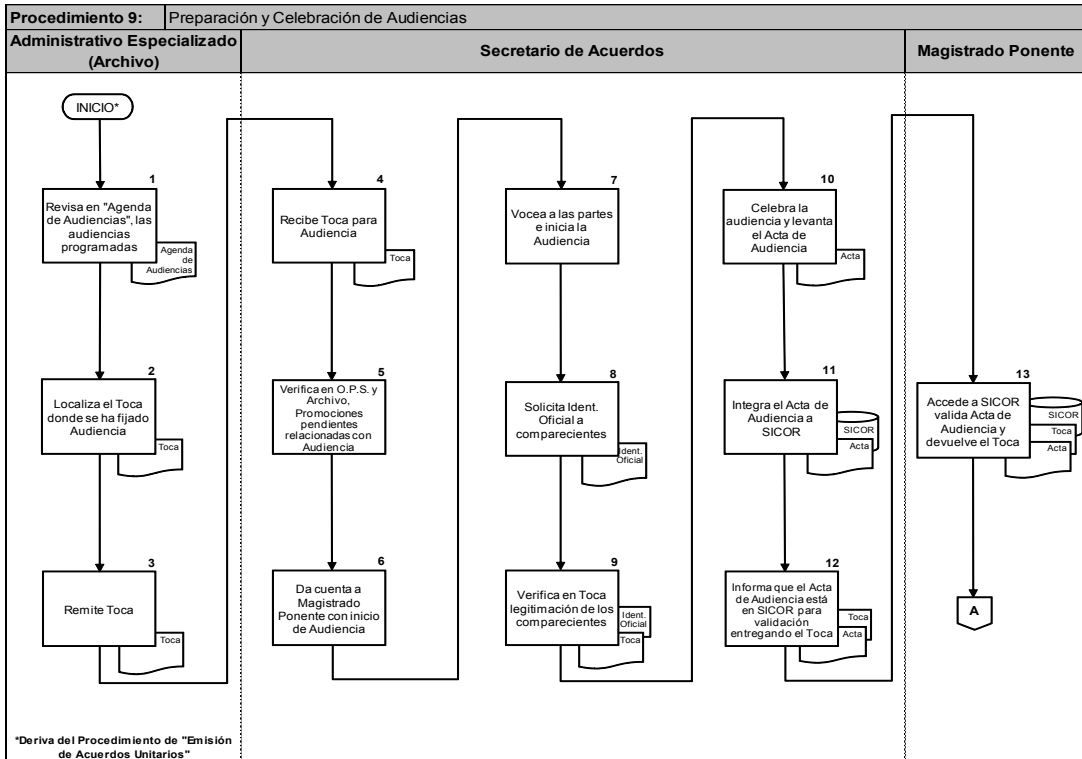 Procedimiento 9: Preparación y Celebración de Audiencias
Administrativo Especializado
(Archivo)
Secretario de Acuerdos
Magistrado Ponente
INICIO*
1
Revisa en "Agenda
de Audiencias", las
audiencias
programadas
Agenda
de
Audiencias
2
Localiza el Toca
donde se ha fijado
Audiencia
Toca
3
Remite Toca
Toca
*Deriva del Procedimiento de "Emisión
de Acuerdos Unitarios"
4
Recibe Toca para
Audiencia
Toca
5
Verifica en O.P.S. y
Archivo,
Promociones
pendientes
relacionadas con
Audiencia
6
Da cuenta a
Magistrado
Ponente con inicio
de Audiencia
7
Vocea a las partes
e inicia la
Audiencia
8
Solicita Ident.
Oficial a
comparecientes
Ident.
Oficial
9
Verifica en Toca
legitimación de los
comparecientes
Ident.
Oficial
Toca
10
Celebra la
audiencia y levanta
el Acta de
Audiencia
Acta
11
Integra el Acta de
Audiencia a
SICOR
SICOR
Acta
12
Informa que el Acta
de Audiencia está
en SICOR para
validación
entregando el Toca
Toca
Acta
13
Accede a SICOR
valida Acta de
Audiencia y
devuelve el Toca
SICOR
Toca
Acta
A